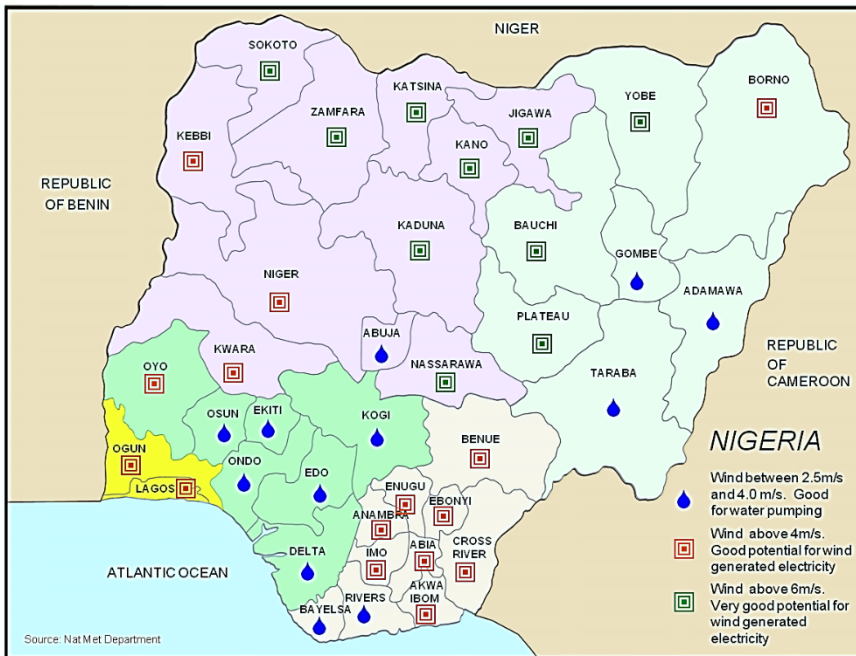 NIGER
SOKOTO
KATSINA
ZAMFARA
JIGAWA
YOBE
BORNO
KEBBI
KANO
REPUBLIC
OF BENIN
KADUNA
BAUCHI
GOMBE
NIGER
ADAMAWA
PLATEAU
ABUJA
KWARA
NASSARAWA
OYO
TARABA
REPUBLIC
OF
CAMEROON
OSUN
EKITI
KOGI
BENUE
OGUN
ONDO
EDO
LAGOS
ENUGU
EBONYI
ANAMBRA
DELTA
IMO
ABIA
CROSS
RIVER
ATLANTIC OCEAN
AKWA
IBOM
BAYELSA
RIVERS
NIGERIA
Wind between 2.5m/s
and 4.0 m/s. Good
for water pumping
Wind above 4m/s.
Good potential for wind
generated electricity
Wind above 6m/s.
Very good potential for
wind generated
electricity
Source: Nat Met Department